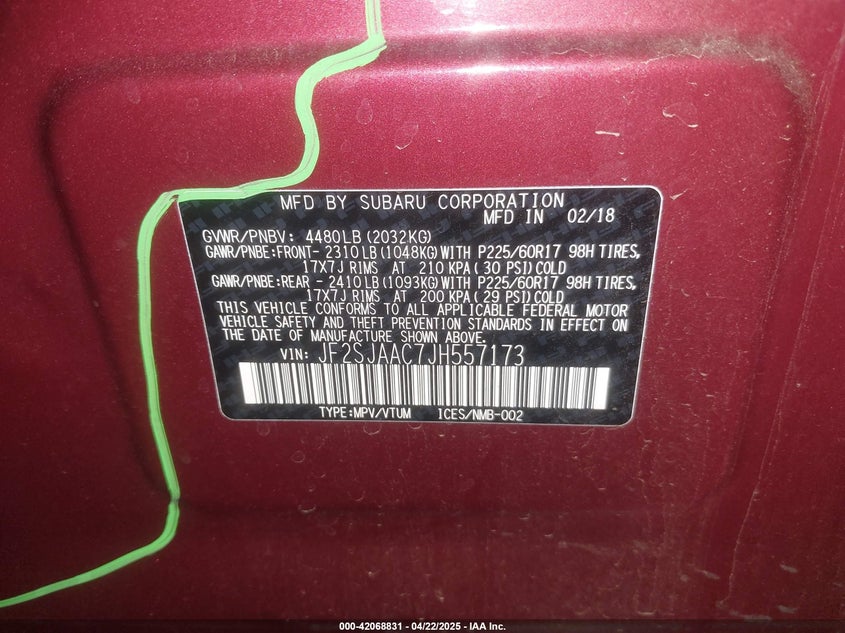 MFD BY SUBARU CORPORATION
MFD IN 02/18
GVWR/PNBV: 4480LB (2032KG)
GAWR/PNBE:FRONT- 2310LB (1048KG) WITH P225/60R17 98H TIRES,
17X7J RIMS AT 210 KPA ( 30 PSI) COLD
GAWR/PNBE:REAR - 2410LB (1093KG) WITH P225/60R17 98H TIRES,
17X7J RIMS AT 200 KPA ( 29 PSI) COLD
THIS VEHICLE CONFORMS TO ALL APPLICABLE FEDERAL MOTOR
VEHICLE SAFETY AND THEFT PREVENTION STANDARDS IN EFFECT ON
THE DATE OF MANUFACTURE SHOWN ABOVE.
VIN: JF2SJAAC7JH557173
TYPE:MPV/VTUM ICES/NMB-002
000-42068831 - 04/22/2025 - IAA Inc.